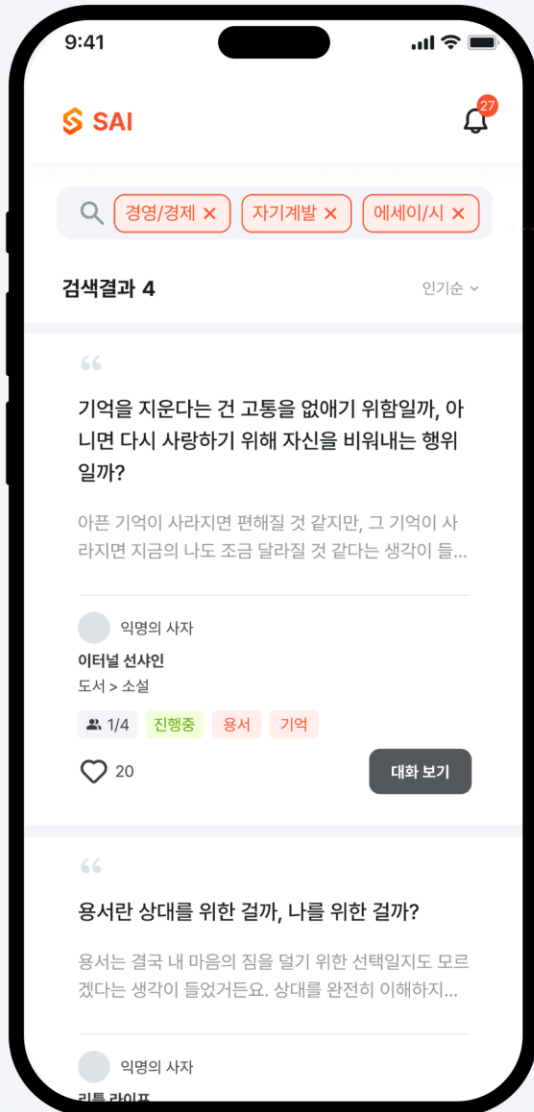 9:41
SAI
27
경영/경제 ×
자기계발 ×
에세이/시 ×
검색결과 4
인기순
“
기억을 지운다는 건 고통을 없애기 위함일까, 아
니면 다시 사랑하기 위해 자신을 비워내는 행위
일까?
아픈 기억이 사라지면 편해질 것 같지만, 그 기억이 사
라지면 지금의 나도 조금 달라질 것 같다는 생각이 들...
익명의 사자
이터널 선샤인
도서 > 소설
1/4
진행중
용서
기억
20
대화 보기
“
용서란 상대를 위한 걸까, 나를 위한 걸까?
용서는 결국 내 마음의 짐을 덜기 위한 선택일지도 모르
겠다는 생각이 들었거든요. 상대를 완전히 이해하지...
익명의 사자
리틀 라이프